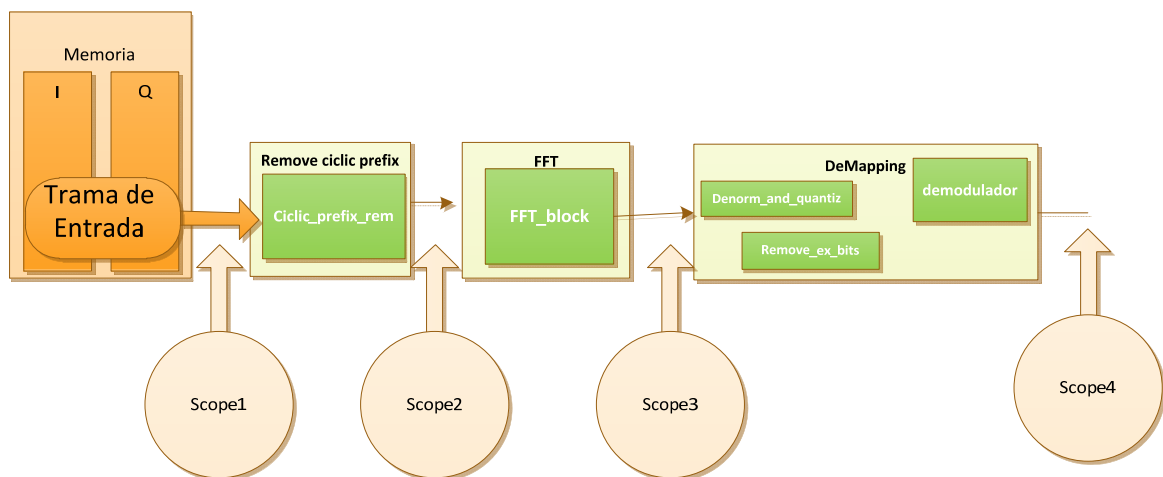 Memoria
I
Q
Trama de
Entrada
Remove ciclic prefix
Ciclic_prefix_rem
FFT
FFT_block
DeMapping
Denorm_and_quantiz
demodulador
Remove_ex_bits
Scope1
Scope2
Scope3
Scope4